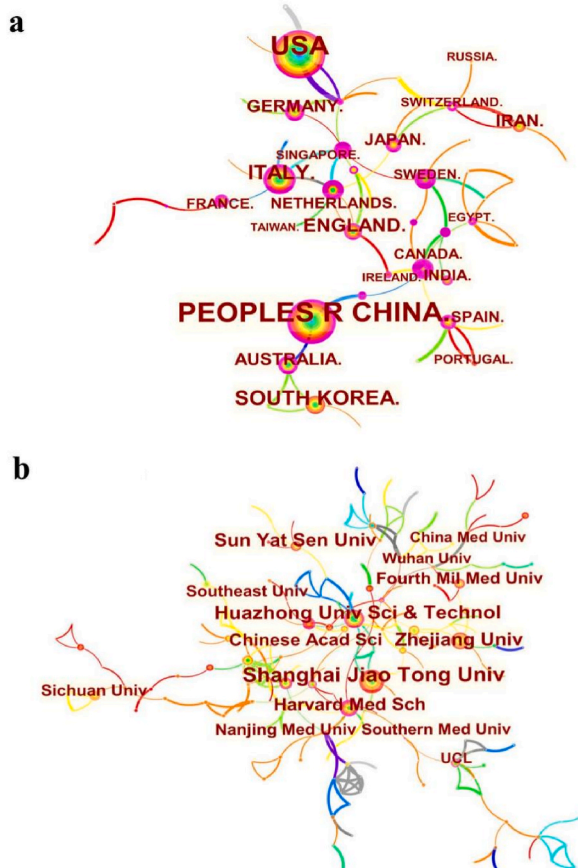 a
USA
RUSSIA.
GERMANY.
SWITZERLAND.
IRAN.
JAPAN.
SINGAPORE.
ITALY.
SWEDEN.
FRANCE.
NETHERLANDS.
TAIWAN.
ENGLAND.
EGYPT.
CANADA.
IRELAND.
INDIA.
PEOPLES R CHINA.
SPAIN.
AUSTRALIA.
PORTUGAL.
SOUTH KOREA.
b
Sun Yat Sen Univ
China Med Univ
Wuhan Univ
Fourth Mil Med Univ
Southeast Univ
Huazhong Univ Sci & Technol
Chinese Acad Sci
Zhejiang Univ
Shanghai Jiao Tong Univ
Sichuan Univ
Harvard Med Sch
Nanjing Med Univ
Southern Med Univ
UCL